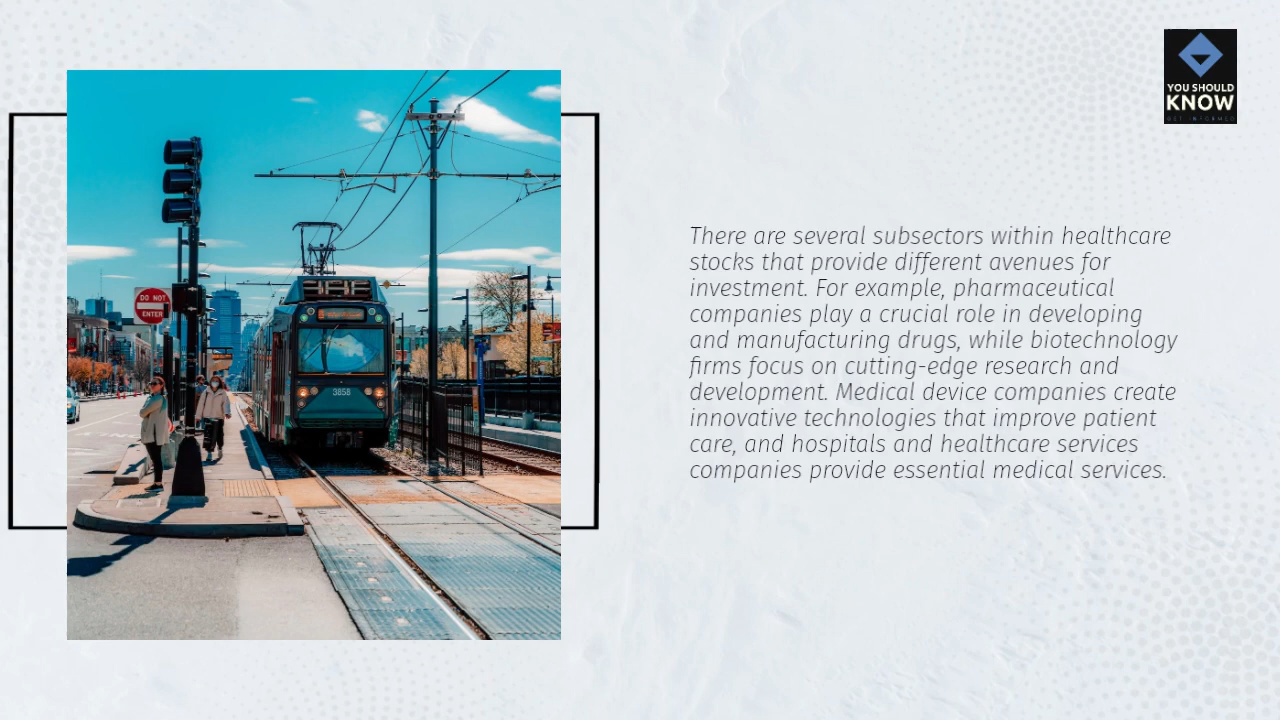 YOU SHOULD
KNOW
GET INFORMED
DO NOT
ENTER
3858
There are several subsectors within healthcare
stocks that provide different avenues for
investment. For example, pharmaceutical
companies play a crucial role in developing
and manufacturing drugs, while biotechnology
firms focus on cutting-edge research and
development. Medical device companies create
innovative technologies that improve patient
care, and hospitals and healthcare services
companies provide essential medical services.